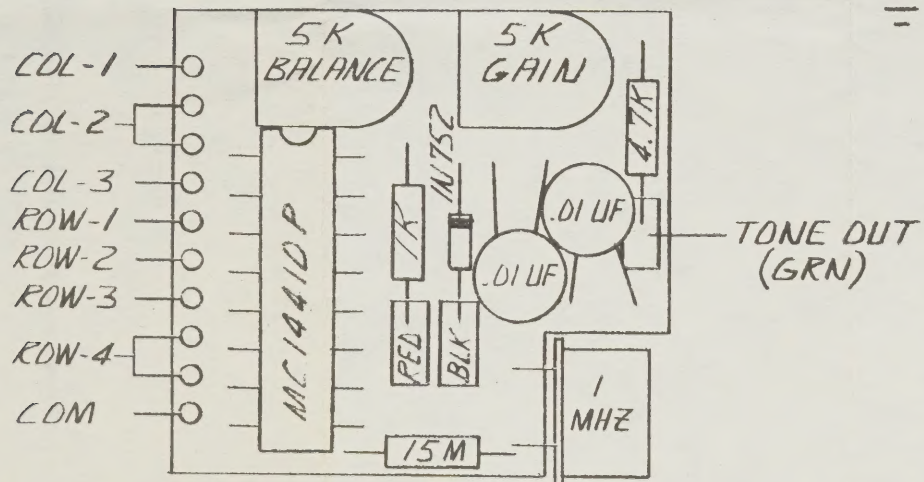 COL-1
COL-2
COL-3
ROW-1
ROW-2
ROW-3
ROW-4
COM
5K
BALANCE
5K
GAIN
4.7K
1N752
1K
.01 UF
.01 UF
TONE OUT
(GRN)
MC14410P
RED
BLK
15M
1
MHZ